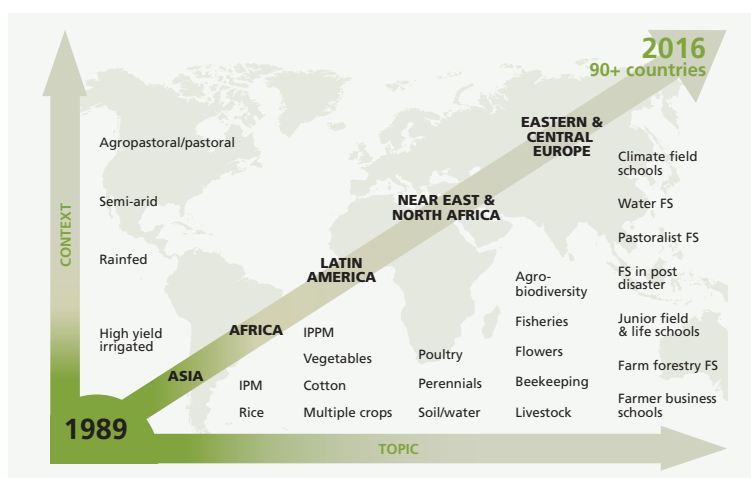 2016
90+ countries
EASTERN &
CENTRAL
EUROPE
NEAR EAST &
NORTH AFRICA
LATIN
AMERICA
AFRICA
ASIA
1989
CONTEXT
Agropastoral/pastoral
Semi-arid
Rainfed
High yield
irrigated
IPM
Rice
IPPM
Vegetables
Cotton
Multiple crops
Poultry
Perennials
Soil/water
Agro-
biodiversity
Fisheries
Flowers
Beekeeping
Livestock
Climate field
schools
Water FS
Pastoralist FS
FS in post
disaster
Junior field
& life schools
Farm forestry FS
Farmer business
schools
TOPIC